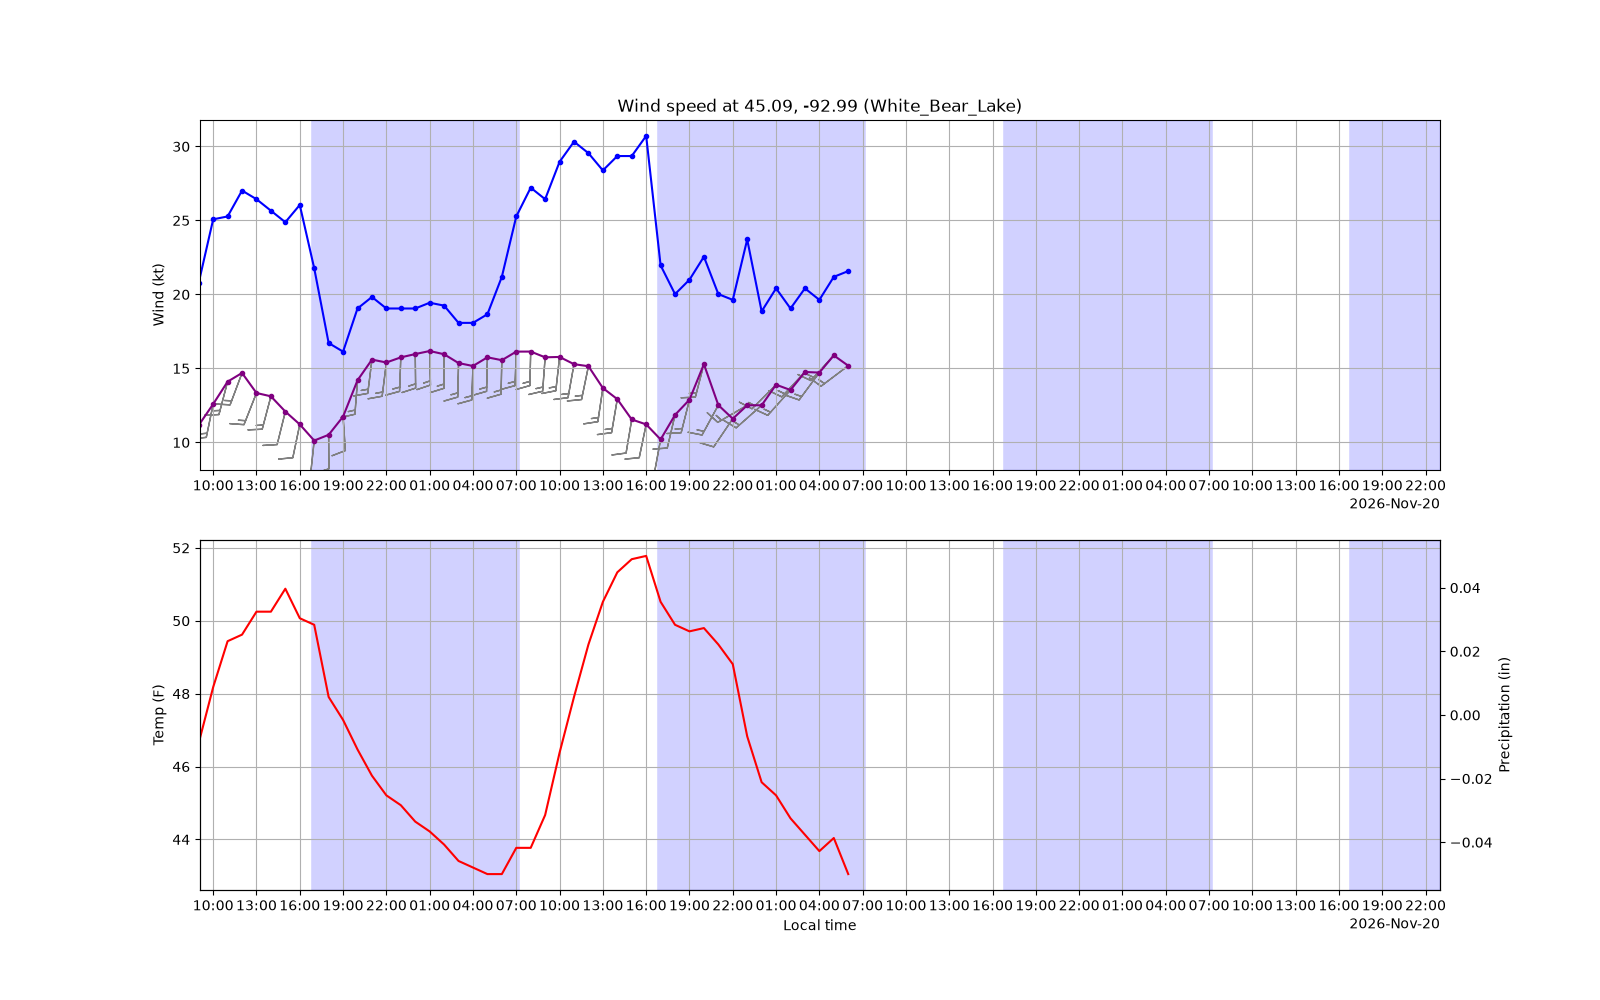 Wind speed at 45.09, -92.99 (White_Bear_Lake)
Wind (kt)
30
25
20
15
10
10:00 13:00 16:00 19:00 22:00 01:00 04:00 07:00 10:00 13:00 16:00 19:00 22:00 01:00 04:00 07:00 10:00 13:00 16:00 19:00 22:00 01:00 04:00 07:00 10:00 13:00 16:00 19:00 22:00
2026-Nov-20
Temp (F)
52
50
48
46
44
0.04
0.02
0.00
−0.02
−0.04
Precipitation (in)
10:00 13:00 16:00 19:00 22:00 01:00 04:00 07:00 10:00 13:00 16:00 19:00 22:00 01:00 04:00 07:00 10:00 13:00 16:00 19:00 22:00 01:00 04:00 07:00 10:00 13:00 16:00 19:00 22:00
Local time
2026-Nov-20